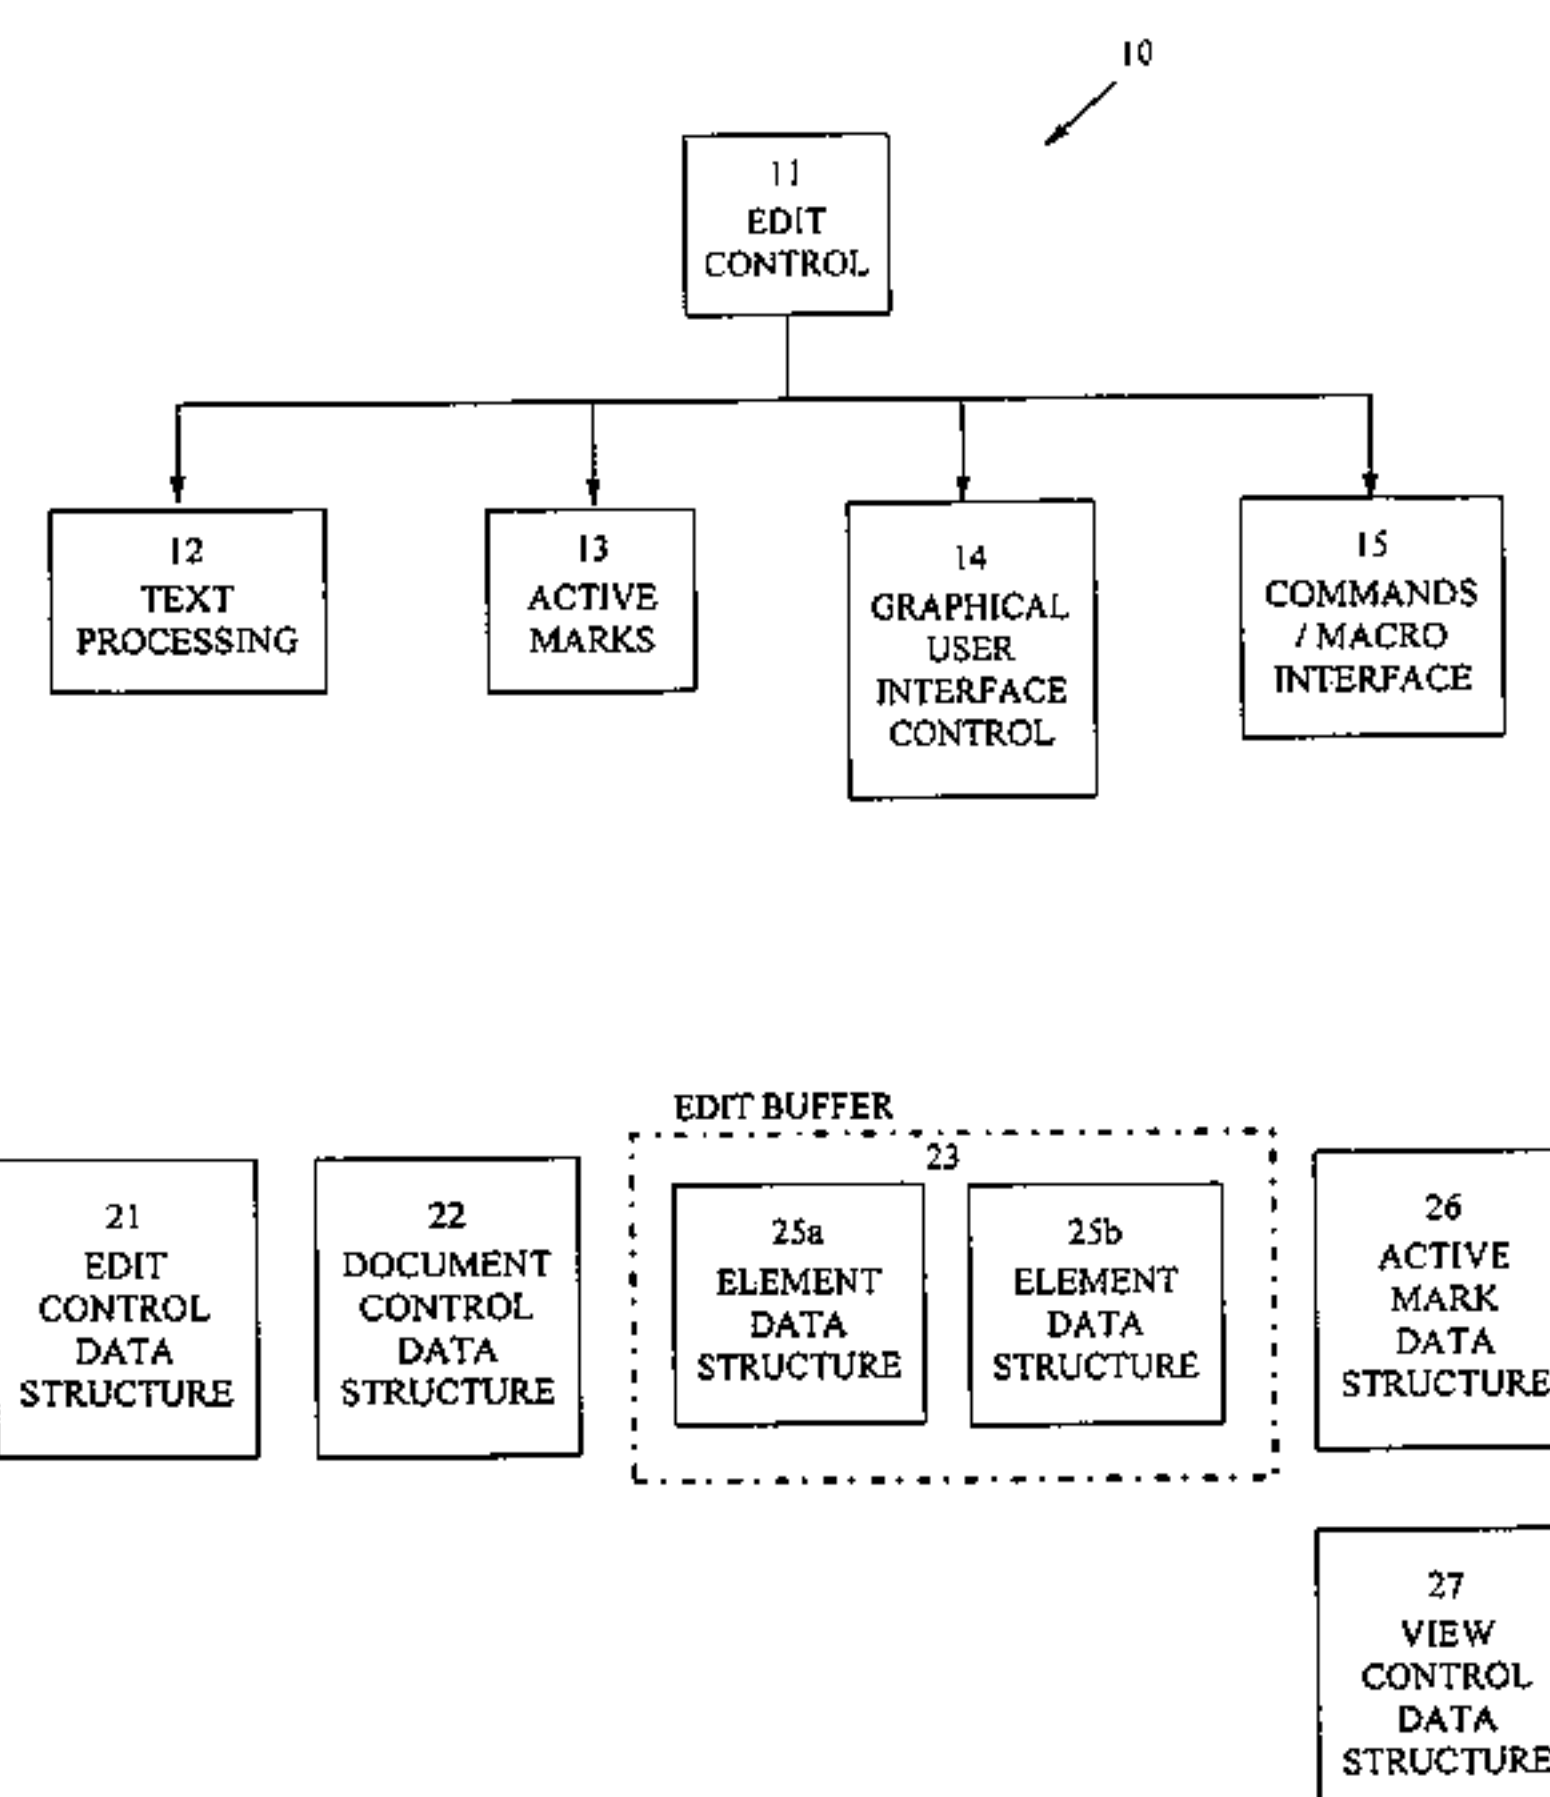 10
11
EDIT
CONTROL
12
TEXT
PROCESSING
13
ACTIVE
MARKS
14
GRAPHICAL
USER
INTERFACE
CONTROL
15
COMMANDS
/ MACRO
INTERFACE
EDIT BUFFER
23
21
EDIT
CONTROL
DATA
STRUCTURE
22
DOCUMENT
CONTROL
DATA
STRUCTURE
25a
ELEMENT
DATA
STRUCTURE
25b
ELEMENT
DATA
STRUCTURE
26
ACTIVE
MARK
DATA
STRUCTURE
27
VIEW
CONTROL
DATA
STRUCTURE